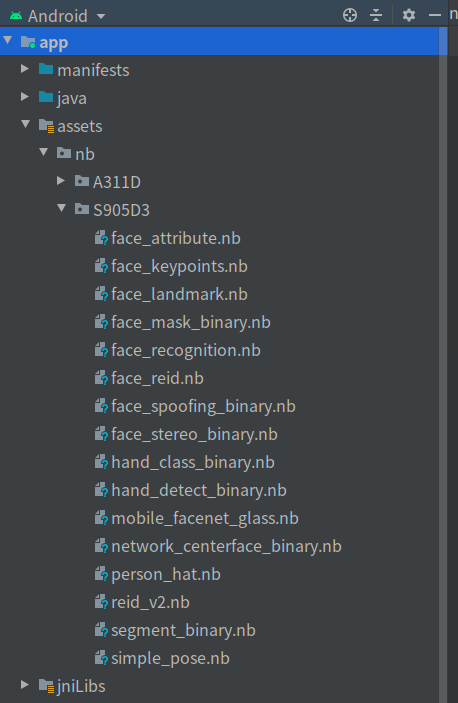 Android
n
app
manifests
java
assets
nb
A311D
S905D3
face_attribute.nb
face_keypoints.nb
face_landmark.nb
face_mask_binary.nb
face_recognition.nb
face_reid.nb
face_spoofing_binary.nb
face_stereo_binary.nb
hand_class_binary.nb
hand_detect_binary.nb
mobile_facenet_glass.nb
network_centerface_binary.nb
person_hat.nb
reid_v2.nb
segment_binary.nb
simple_pose.nb
jniLibs